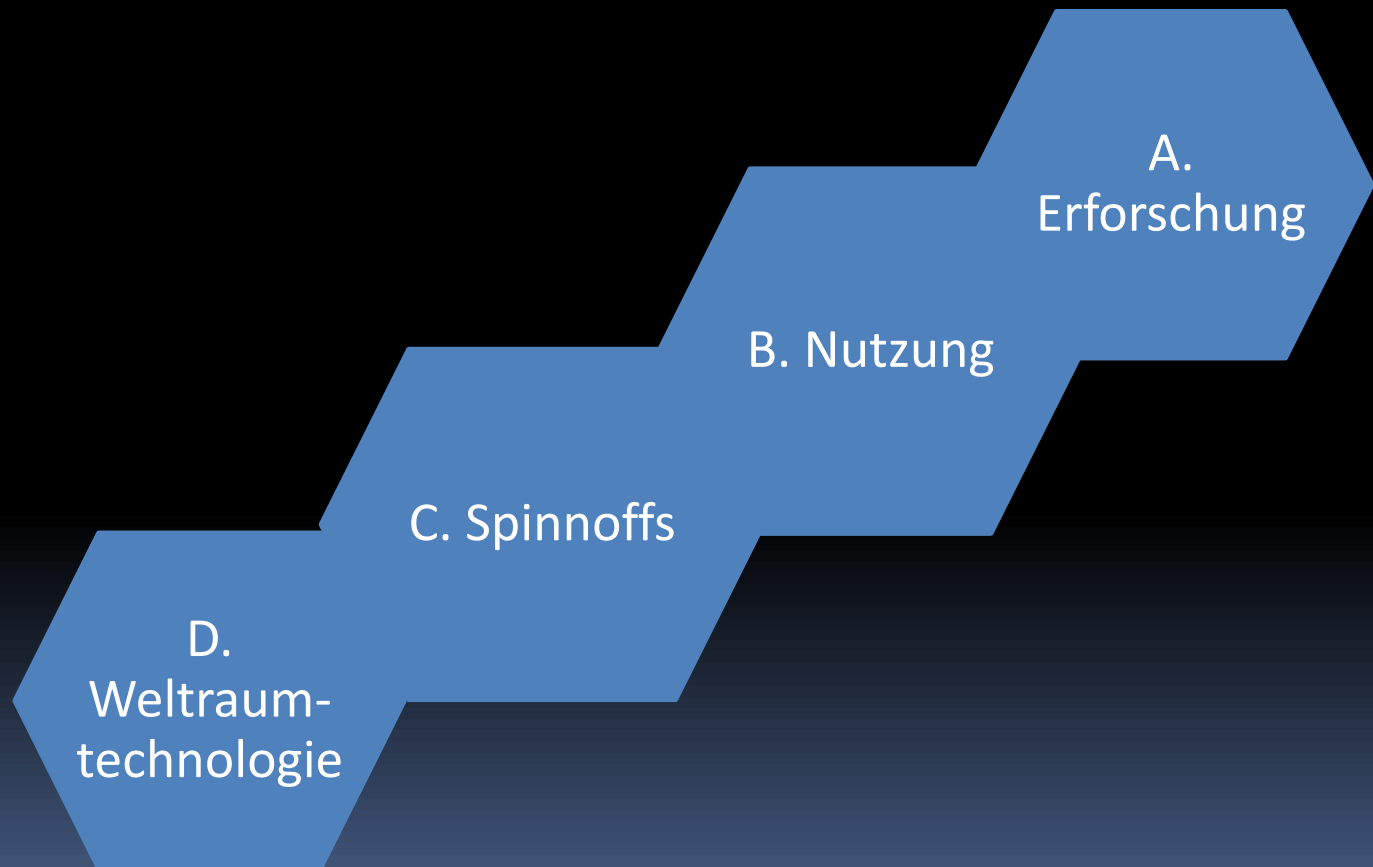 A.
Erforschung
B. Nutzung
C. Spinnoffs
D.
Weltraum-
technologie